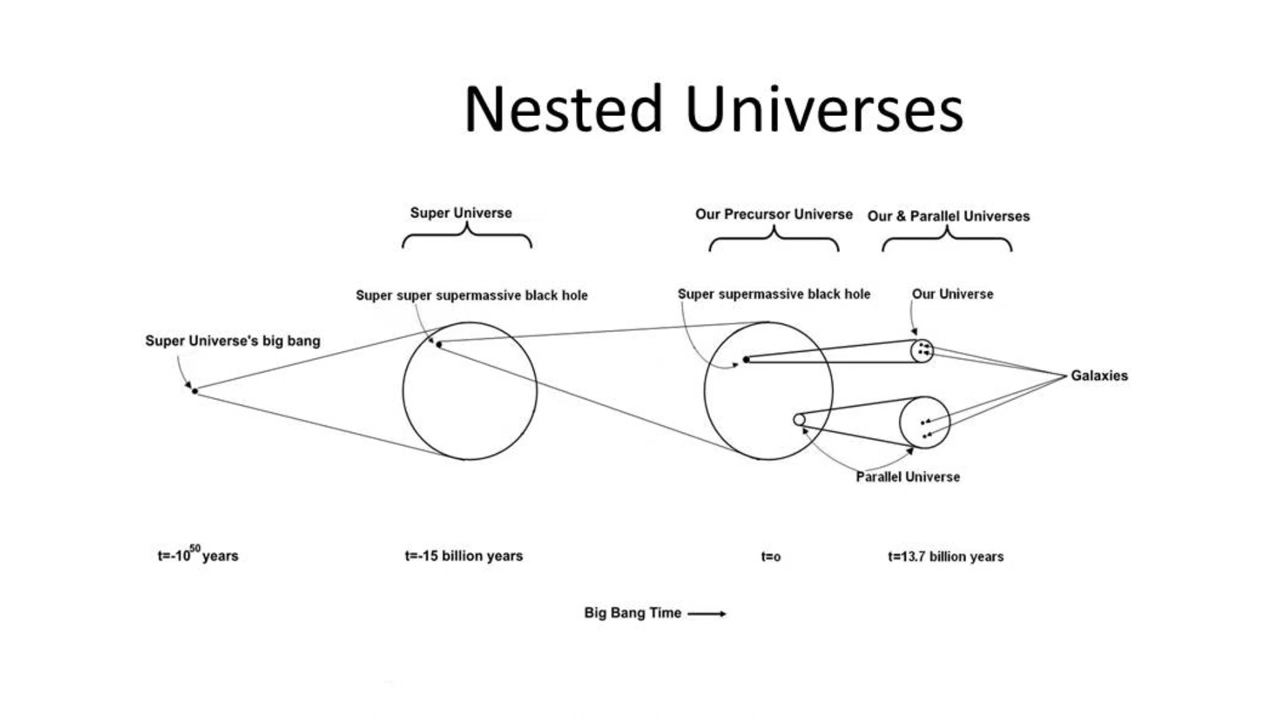 Nested Universes
Super Universe
Our Precursor Universe
Our & Parallel Universes
Super super supermassive black hole
Super supermassive black hole
Our Universe
Super Universe's big bang
Galaxies
Parallel Universe
t=-10^50 years
t=-15 billion years
t=o
t=13.7 billion years
Big Bang Time